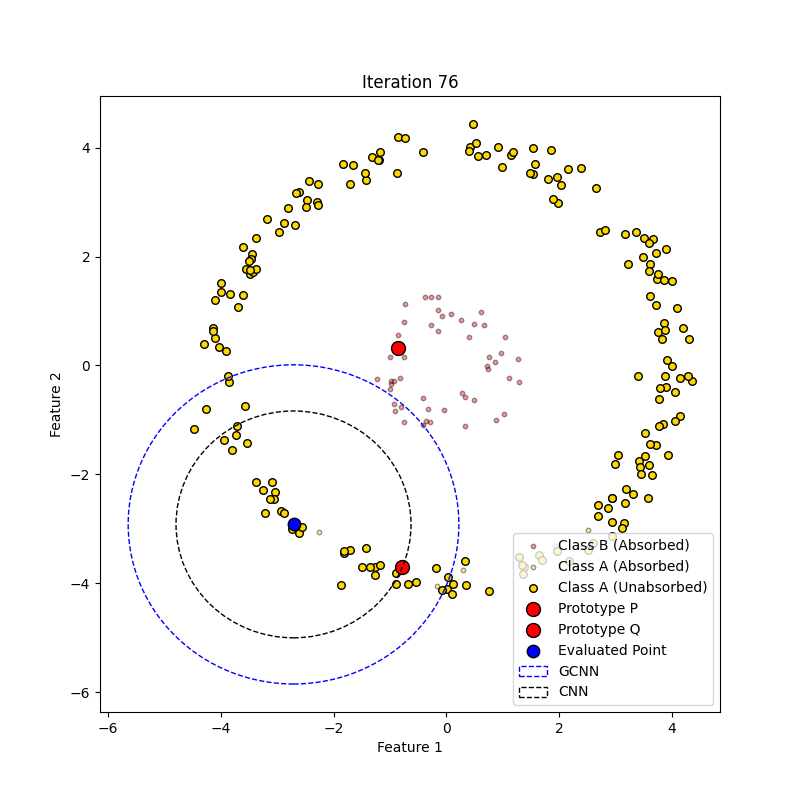 Iteration 76
Feature 2
4
2
0
−2
−4
−6
−6
−4
−2
0
2
4
Feature 1
Class B (Absorbed)
Class A (Absorbed)
Class A (Unabsorbed)
Prototype P
Prototype Q
Evaluated Point
GCNN
CNN